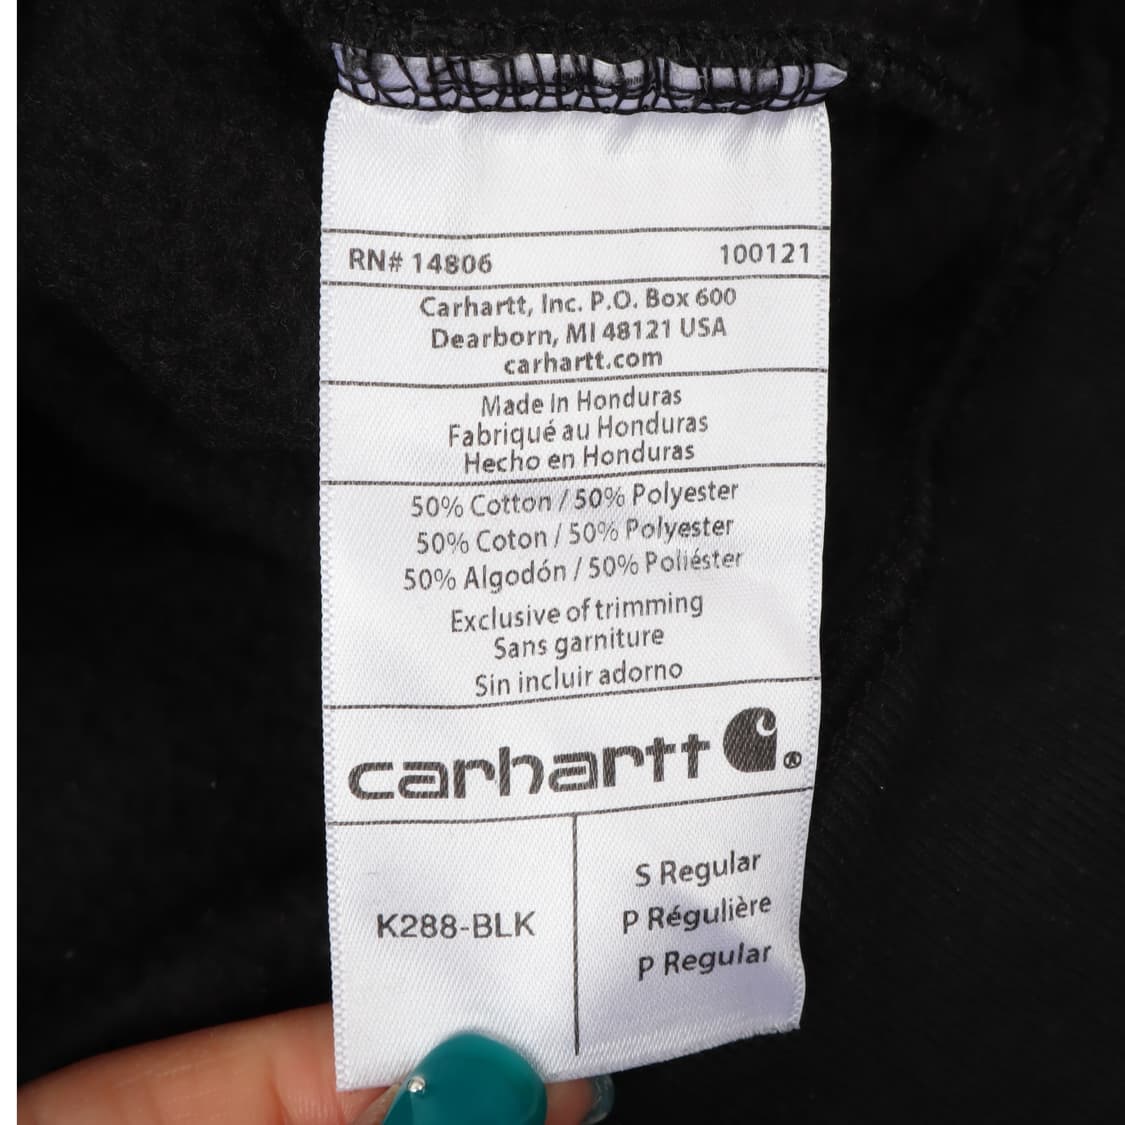 RN# 14806 100121
Carhartt, Inc. P.O. Box 600
Dearborn, MI 48121 USA
carhartt.com
Made In Honduras
Fabriqué au Honduras
Hecho en Honduras
50% Cotton / 50% Polyester
50% Coton / 50% Polyester
50% Algodón / 50% Poliéster
Exclusive of trimming
Sans garniture
Sin incluir adorno
carhartt ®
K288-BLK
S Regular
P Régulière
P Regular